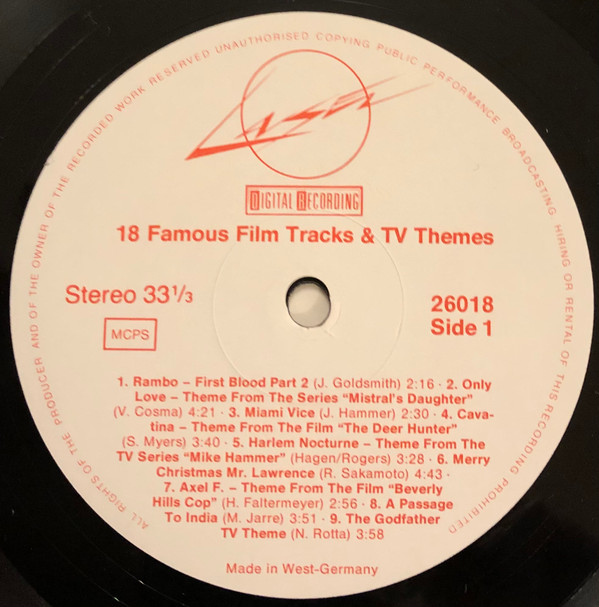 ALL RIGHTS OF THE PRODUCER AND OF THE OWNER OF THE RECORDED WORK RESERVED UNAUTHORISED COPYING PUBLIC PERFORMANCE BROADCASTING HIRING OR RENTAL OF THIS RECORDING PROHIBITED
Laser
DIGITAL RECORDING
18 Famous Film Tracks & TV Themes
Stereo 33 1/3
MCPS
26018
Side 1
1. Rambo – First Blood Part 2 (J. Goldsmith) 2:16 · 2. Only
Love – Theme From The Series “Mistral's Daughter”
(V. Cosma) 4:21 · 3. Miami Vice (J. Hammer) 2:30 · 4. Cava-
tina – Theme From The Film “The Deer Hunter”
(S. Myers) 3:40 · 5. Harlem Nocturne – Theme From The
TV Series “Mike Hammer” (Hagen/Rogers) 3:28 · 6. Merry
Christmas Mr. Lawrence (R. Sakamoto) 4:43 ·
7. Axel F. – Theme From The Film “Beverly
Hills Cop” (H. Faltermeyer) 2:56 · 8. A Passage
To India (M. Jarre) 3:51 · 9. The Godfather
TV Theme (N. Rotta) 3:58
Made in West-Germany